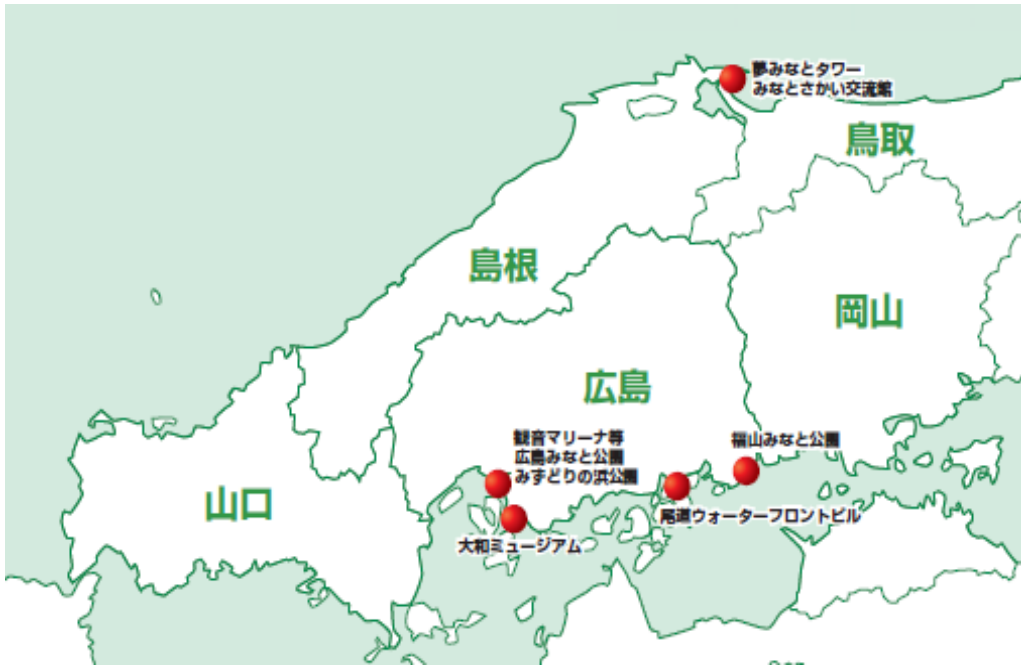 夢みなとタワー
みなとさかい交流館
鳥取
島根
岡山
広島
観音マリーナ等
広島みなと公園
みずどりの浜公園
福山みなと公園
山口
尾道ウォーターフロントビル
大和ミュージアム